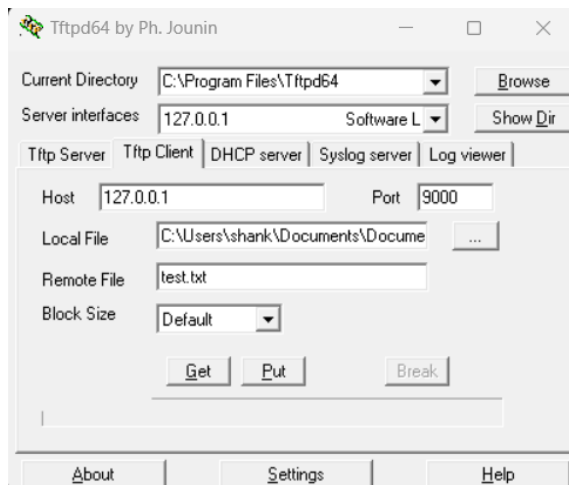 Tftpd64 by Ph. Jounin
Current Directory C:\Program Files\Tftpd64 Browse
Server interfaces 127.0.0.1 Software L Show Dir
Tftp Server Tftp Client DHCP server Syslog server Log viewer
Host 127.0.0.1 Port 9000
Local File C:\Users\shank\Documents\Docume ...
Remote File test.txt
Block Size Default
Get Put Break
About Settings Help